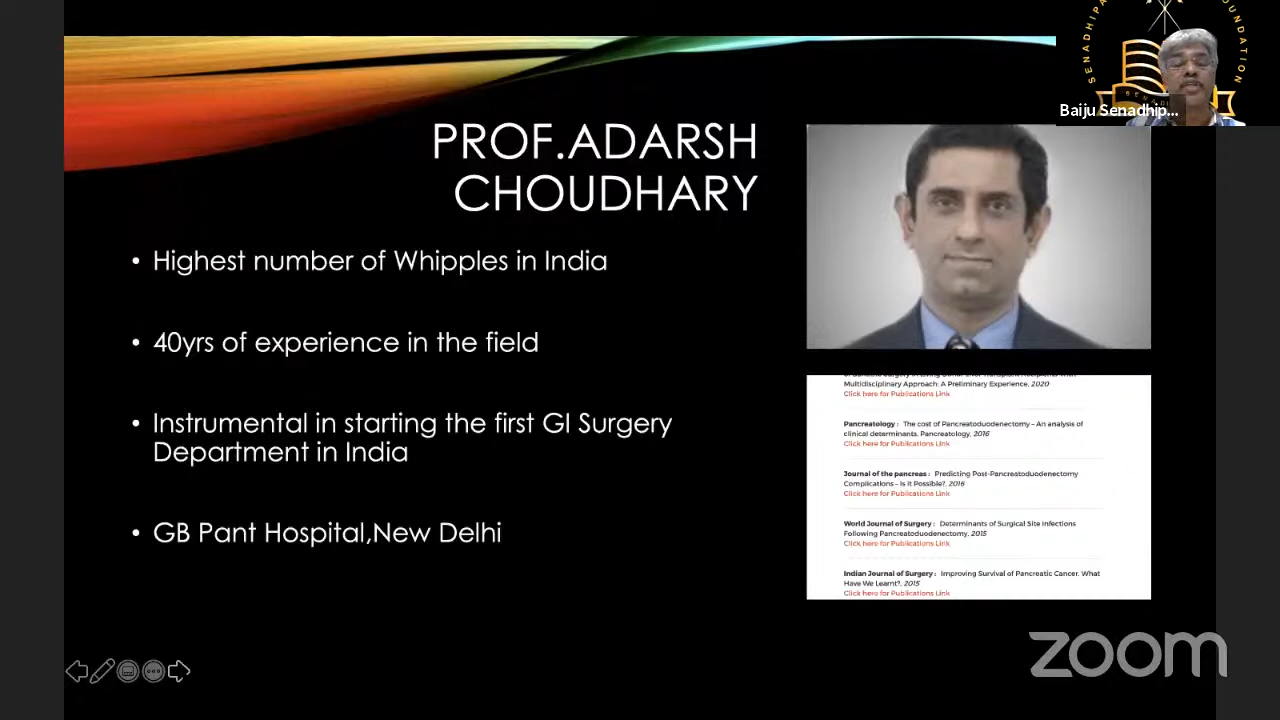 SENADHIPA
FOUNDATION
Baiju Senadhip...
PROF.ADARSH
CHOUDHARY
• Highest number of Whipples in India
• 40yrs of experience in the field
• Instrumental in starting the first GI Surgery
Department in India
• GB Pant Hospital,New Delhi
Multidisciplinary Approach: A Preliminary Experience, 2020
Click here for Publications Link
Pancreatology : The cost of Pancreatoduodenectomy – An analysis of
clinical determinants. Pancreatology, 2016
Click here for Publications Link
Journal of the pancreas : Predicting Post-Pancreatoduodenectomy
Complications – Is It Possible?, 2016
Click here for Publications Link
World Journal of Surgery : Determinants of Surgical Site Infections
Following Pancreatoduodenectomy, 2015
Click here for Publications Link
Indian Journal of Surgery : Improving Survival of Pancreatic Cancer. What
Have We Learnt?, 2015
Click here for Publications Link
zoom